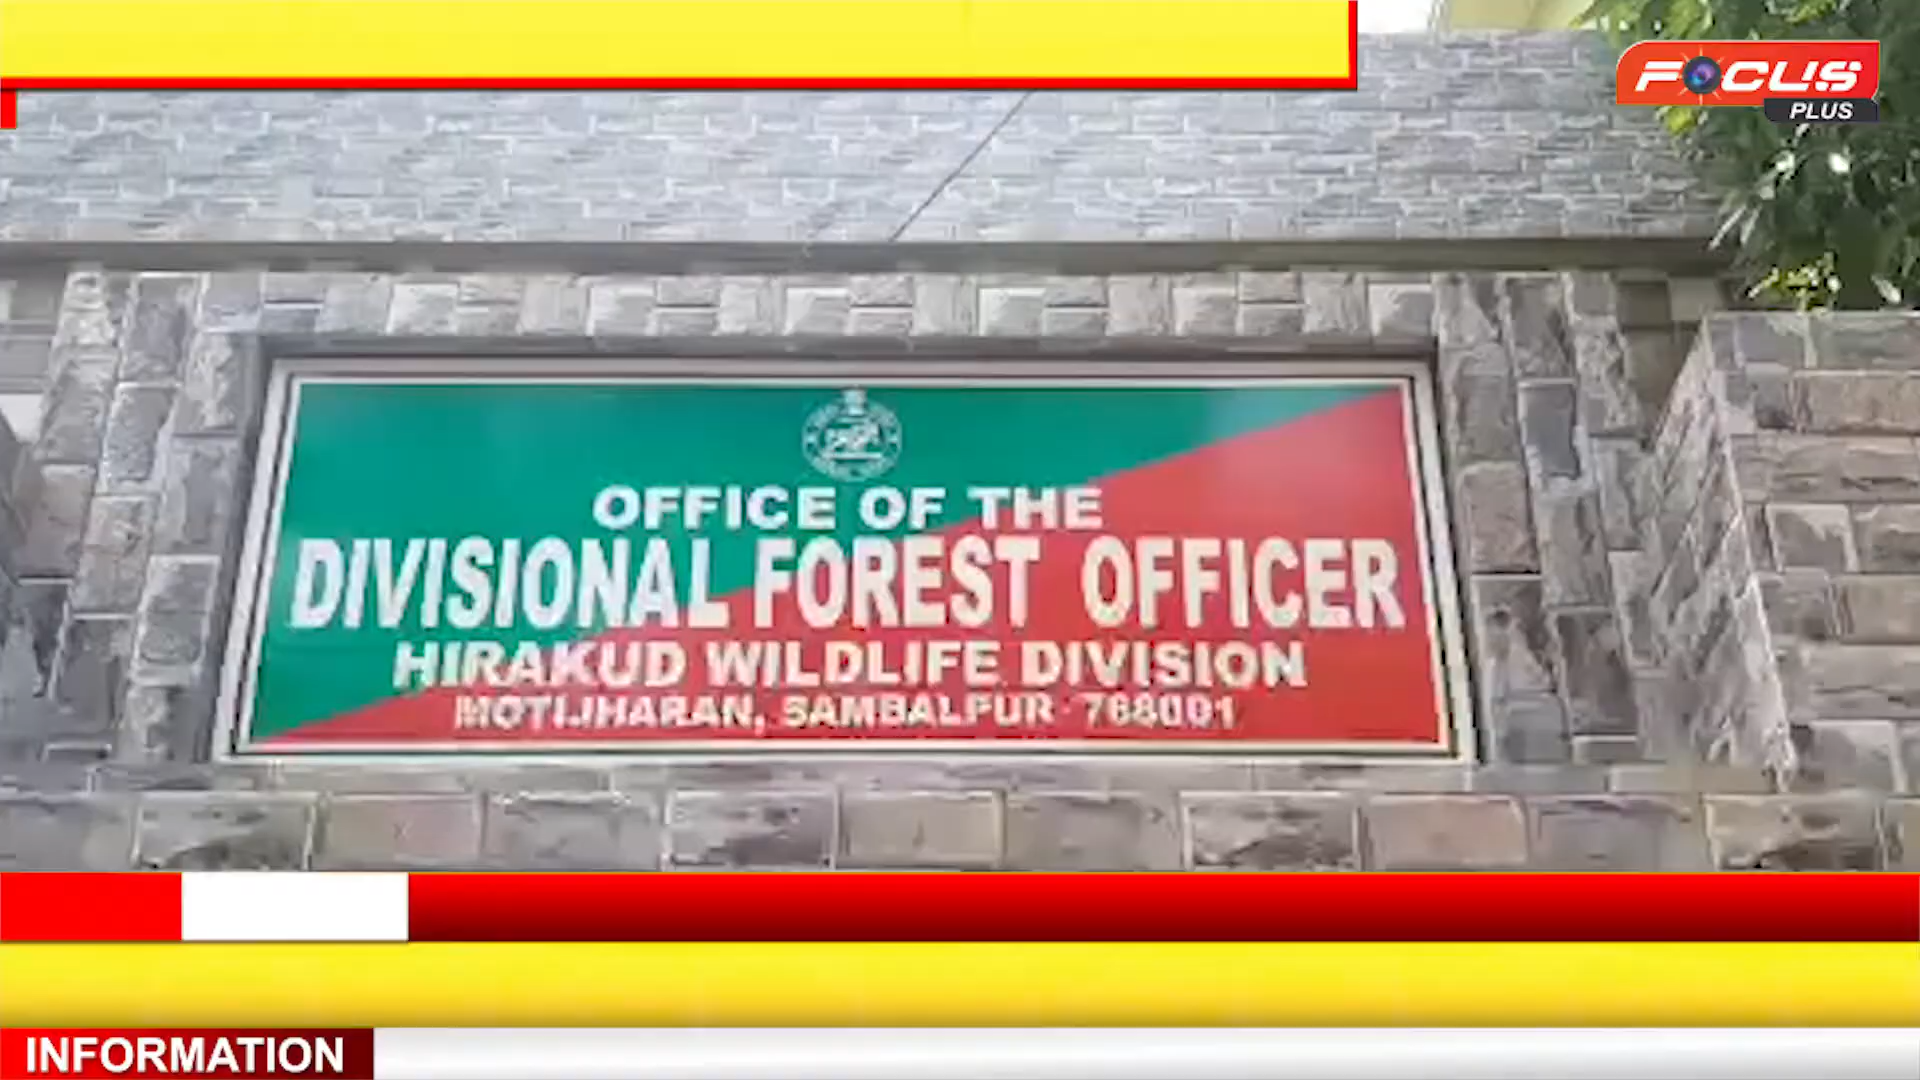 FOCUS
PLUS
OFFICE OF THE
DIVISIONAL FOREST OFFICER
HIRAKUD WILDLIFE DIVISION
MOTIJHARAN, SAMBALPUR - 768001
INFORMATION